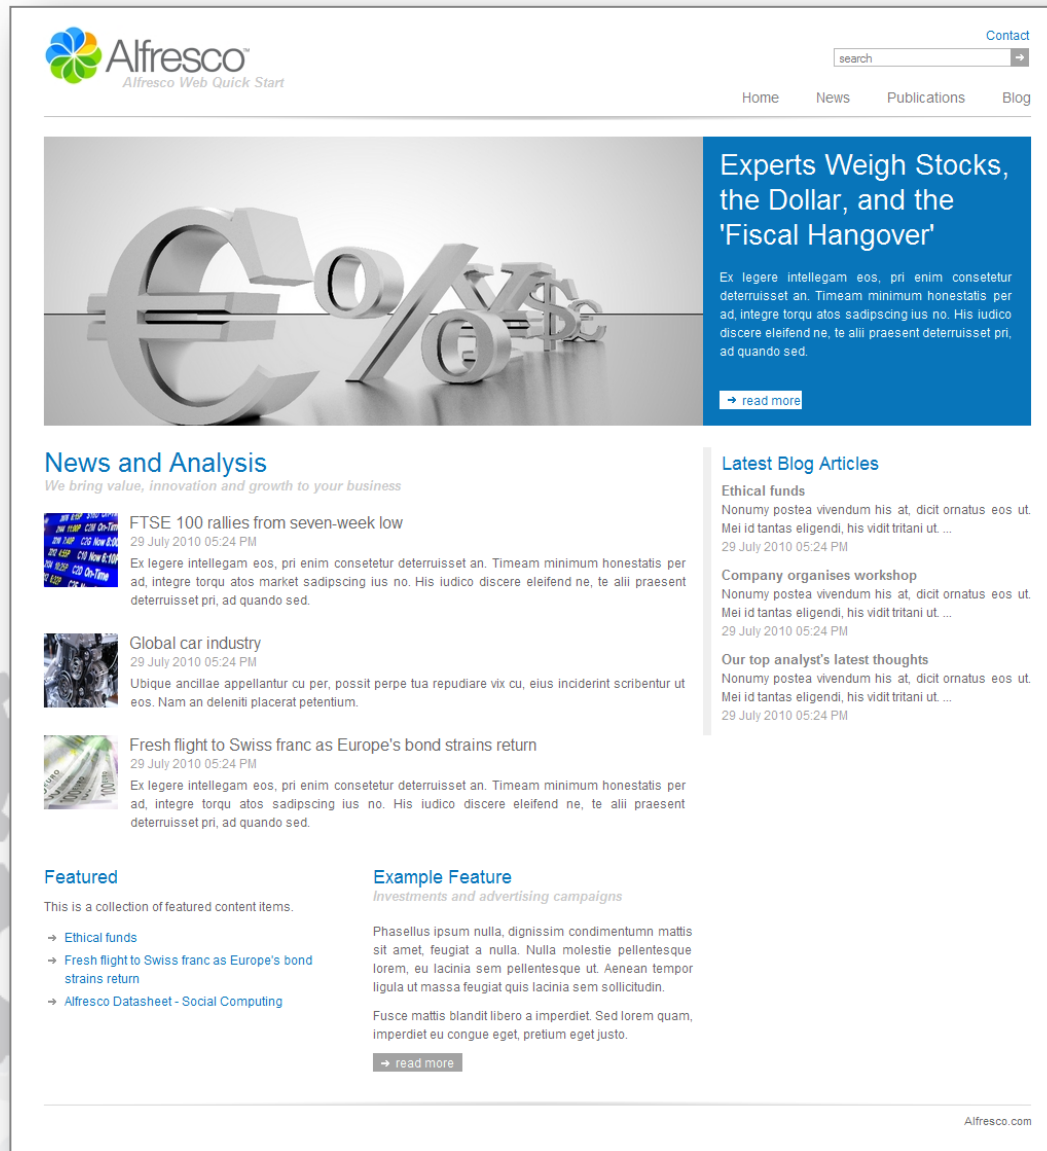 Alfresco™
Alfresco Web Quick Start
Contact
search
Home News Publications Blog
Experts Weigh Stocks,
the Dollar, and the
'Fiscal Hangover'
Ex legere intellegam eos, pri enim consetetur
deterruisset an. Timeam minimum honestatis per
ad, integre torqu atos sadipscing ius no. His iudico
discere eleifend ne, te alii praesent deterruisset pri,
ad quando sed.
read more
News and Analysis
We bring value, innovation and growth to your business
FTSE 100 rallies from seven-week low
29 July 2010 05:24 PM
Ex legere intellegam eos, pri enim consetetur deterruisset an. Timeam minimum honestatis per
ad, integre torqu atos market sadipscing ius no. His iudico discere eleifend ne, te alii praesent
deterruisset pri, ad quando sed.
Global car industry
29 July 2010 05:24 PM
Ubique ancillae appellantur cu per, possit perpe tua repudiare vix cu, eius inciderint scribentur ut
eos. Nam an deleniti placerat petentium.
Fresh flight to Swiss franc as Europe's bond strains return
29 July 2010 05:24 PM
Ex legere intellegam eos, pri enim consetetur deterruisset an. Timeam minimum honestatis per
ad, integre torqu atos sadipscing ius no. His iudico discere eleifend ne, te alii praesent
deterruisset pri, ad quando sed.
Latest Blog Articles
Ethical funds
Nonumy postea vivendum his at, dicit ornatus eos ut.
Mei id tantas eligendi, his vidit tritani ut. ...
29 July 2010 05:24 PM
Company organises workshop
Nonumy postea vivendum his at, dicit ornatus eos ut.
Mei id tantas eligendi, his vidit tritani ut. ...
29 July 2010 05:24 PM
Our top analyst's latest thoughts
Nonumy postea vivendum his at, dicit ornatus eos ut.
Mei id tantas eligendi, his vidit tritani ut. ...
29 July 2010 05:24 PM
Featured
This is a collection of featured content items.
Ethical funds
Fresh flight to Swiss franc as Europe's bond
strains return
Alfresco Datasheet - Social Computing
Example Feature
Investments and advertising campaigns
Phasellus ipsum nulla, dignissim condimentumn mattis
sit amet, feugiat a nulla. Nulla molestie pellentesque
lorem, eu lacinia sem pellentesque ut. Aenean tempor
ligula ut massa feugiat quis lacinia sem sollicitudin.
Fusce mattis blandit libero a imperdiet. Sed lorem quam,
imperdiet eu congue eget, pretium eget justo.
read more
Alfresco.com